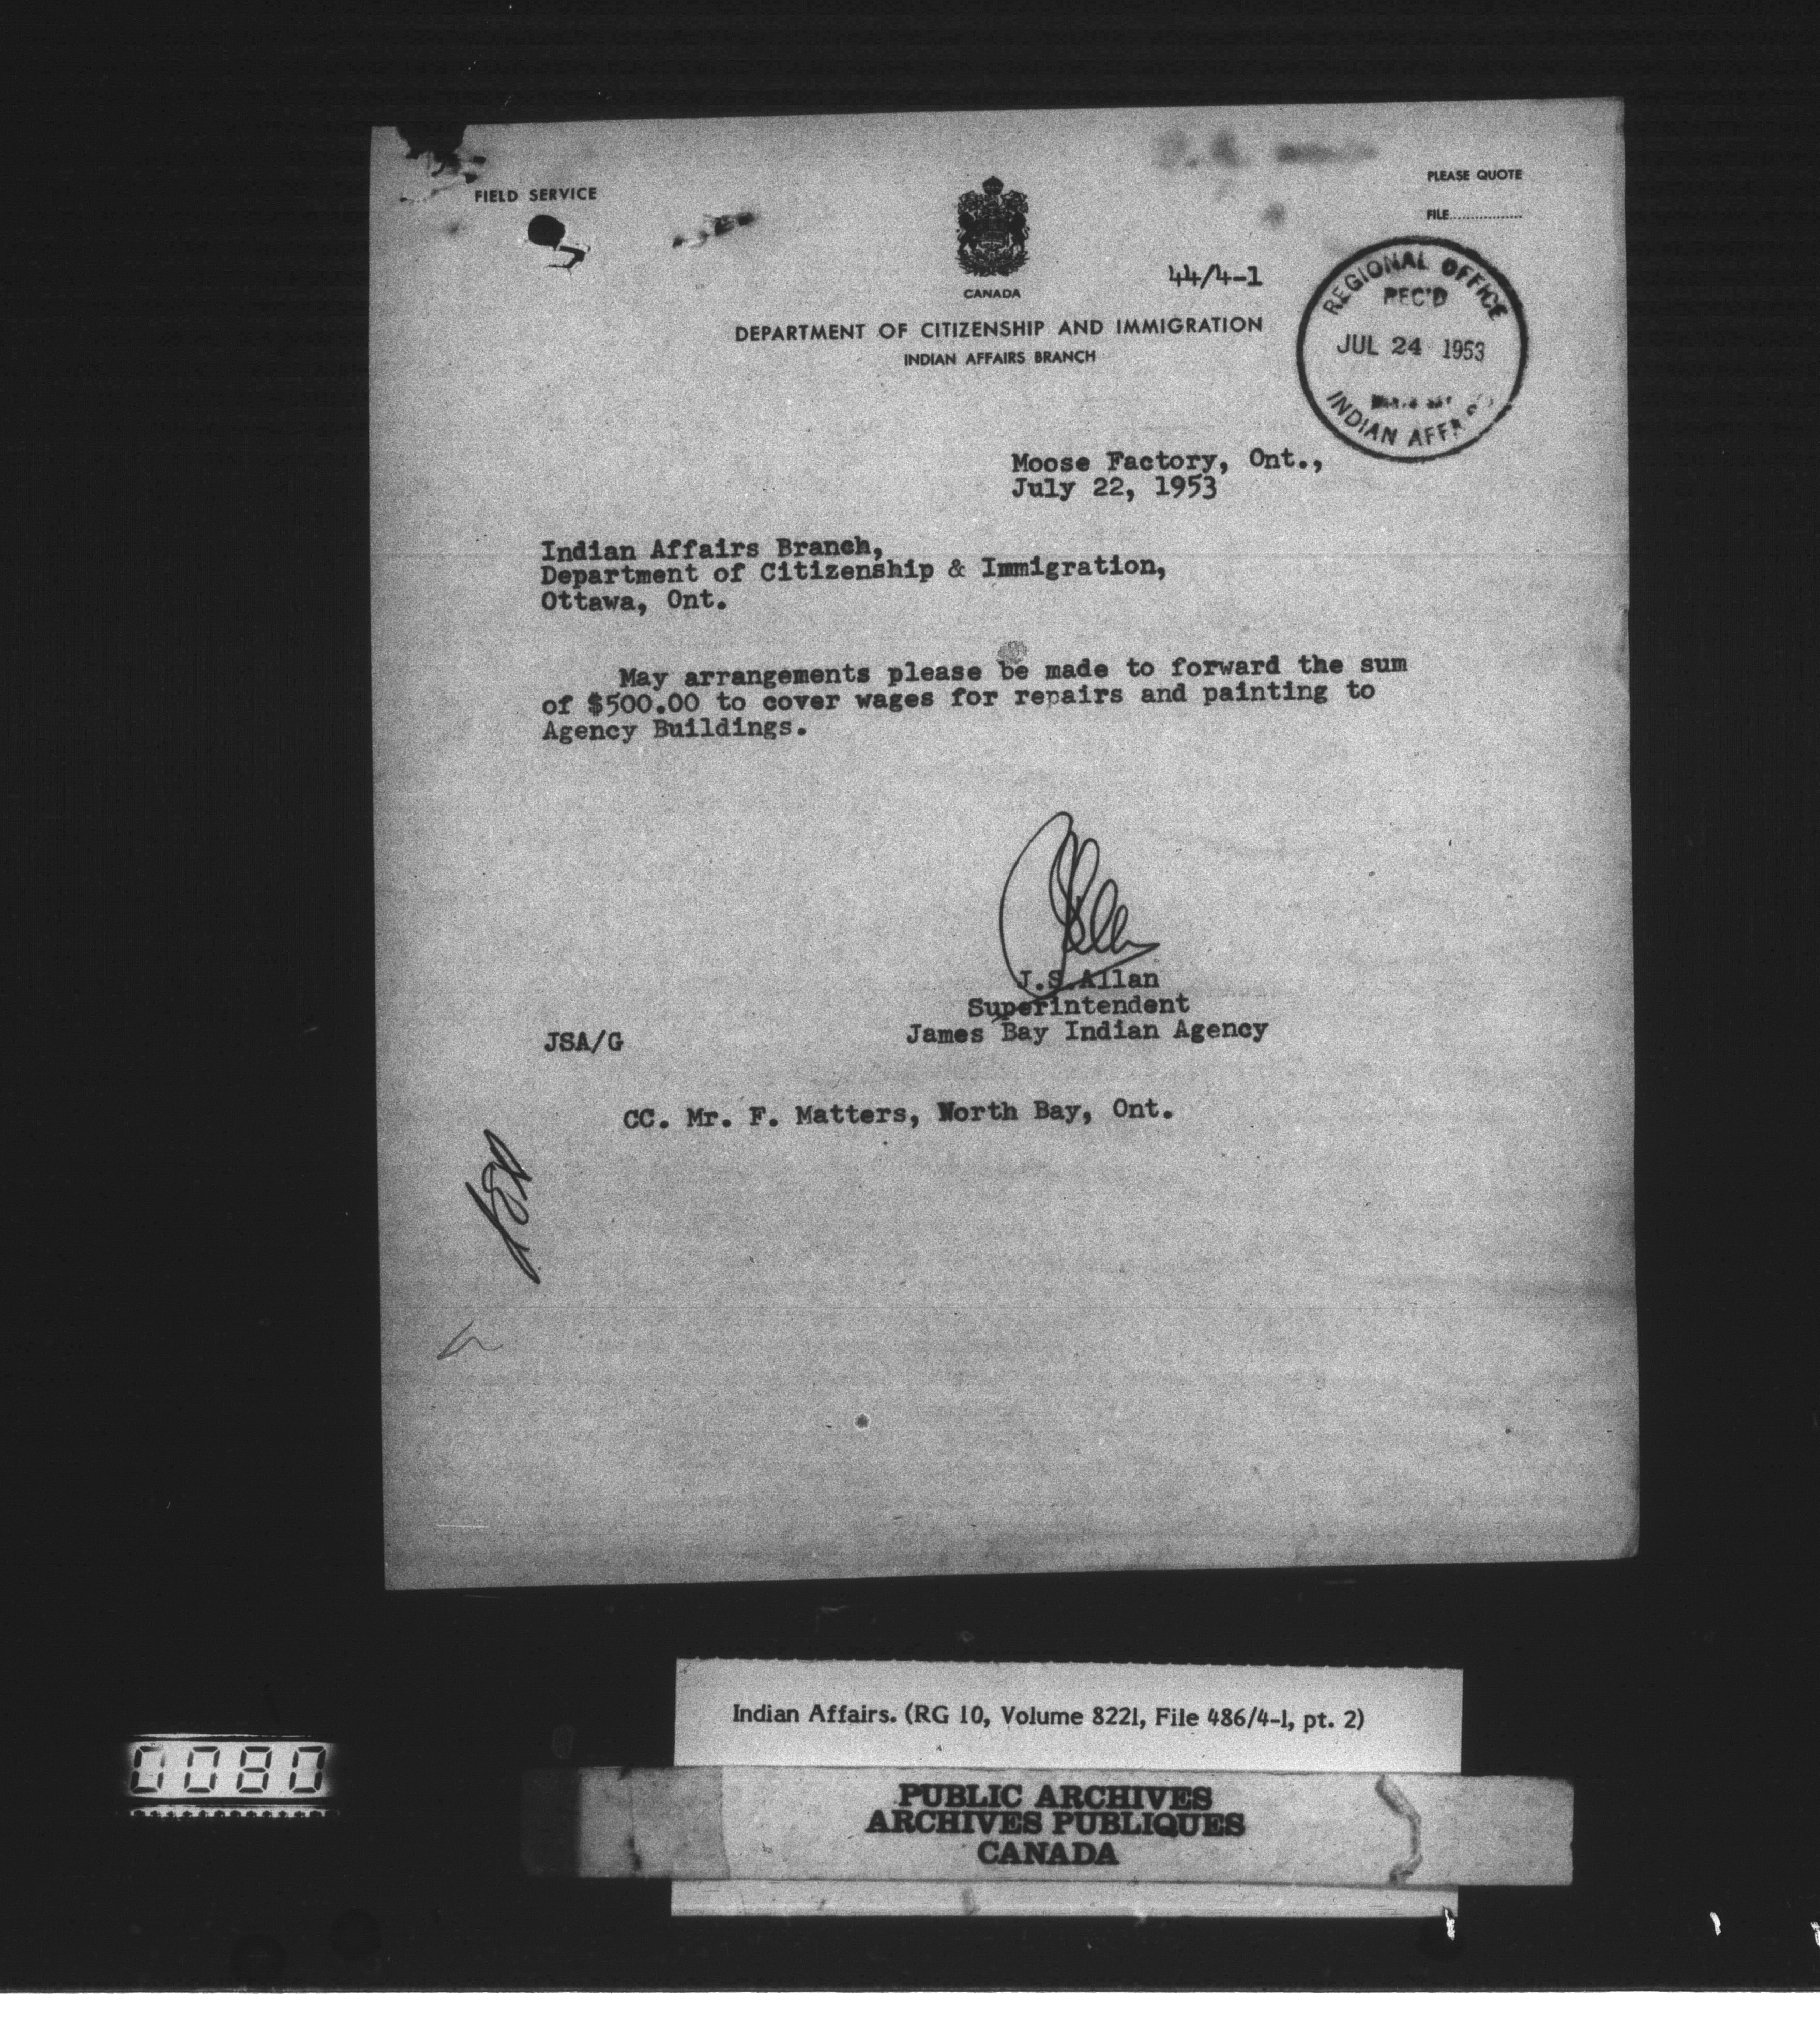 FIELD SERVICE
PLEASE QUOTE
FILE.................
CANADA
44/4-1
DEPARTMENT OF CITIZENSHIP AND IMMIGRATION
INDIAN AFFAIRS BRANCH
REGIONAL OFFICE
REC'D
JUL 24 1953
INDIAN
Moose Factory, Ont.,
July 22, 1953
Indian Affairs Branch,
Department of Citizenship & Immigration,
Ottawa, Ont.
May arrangements please be made to forward the sum
of $500.00 to cover wages for repairs and painting to
Agency Buildings.
J.S.Allan
Superintendent
James Bay Indian Agency
JSA/G
CC. Mr. F. Matters, North Bay, Ont.
Indian Affairs. (RG 10, Volume 8221, File 486/4-1, pt. 2)
0080
PUBLIC ARCHIVES
ARCHIVES PUBLIQUES
CANADA